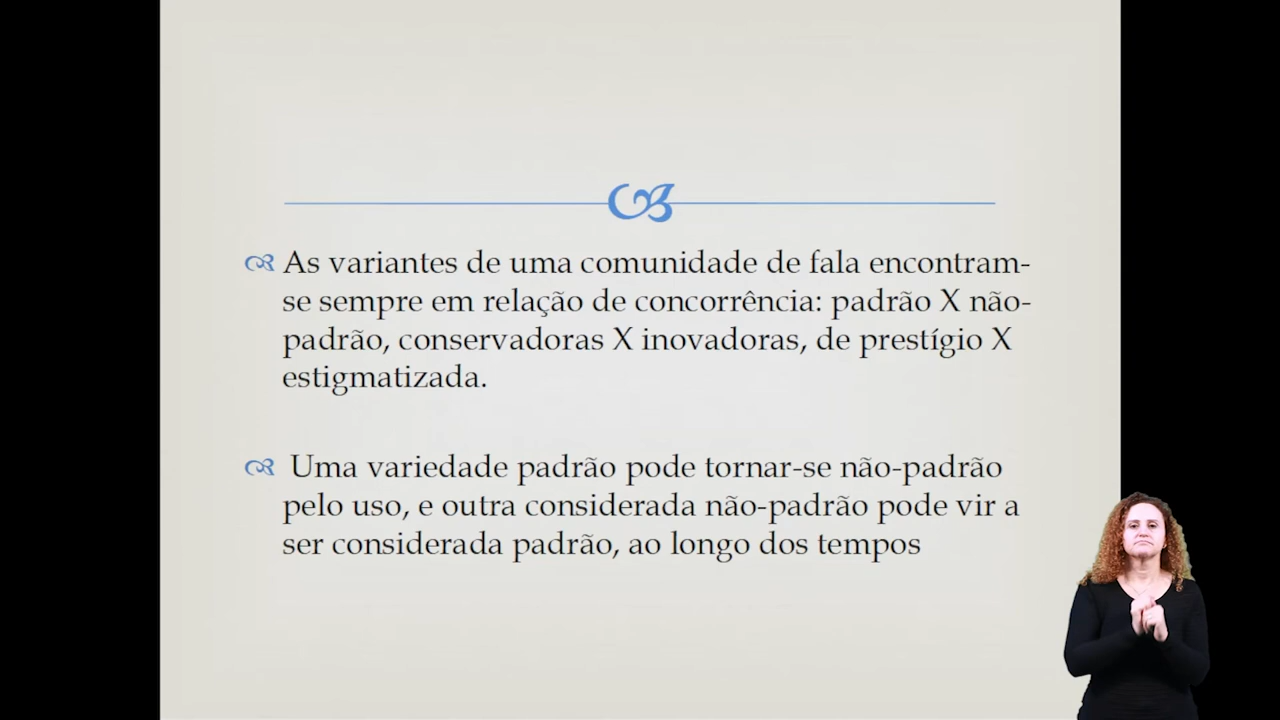 As variantes de uma comunidade de fala encontram-
se sempre em relação de concorrência: padrão X não-
padrão, conservadoras X inovadoras, de prestígio X
estigmatizada.
Uma variedade padrão pode tornar-se não-padrão
pelo uso, e outra considerada não-padrão pode vir a
ser considerada padrão, ao longo dos tempos